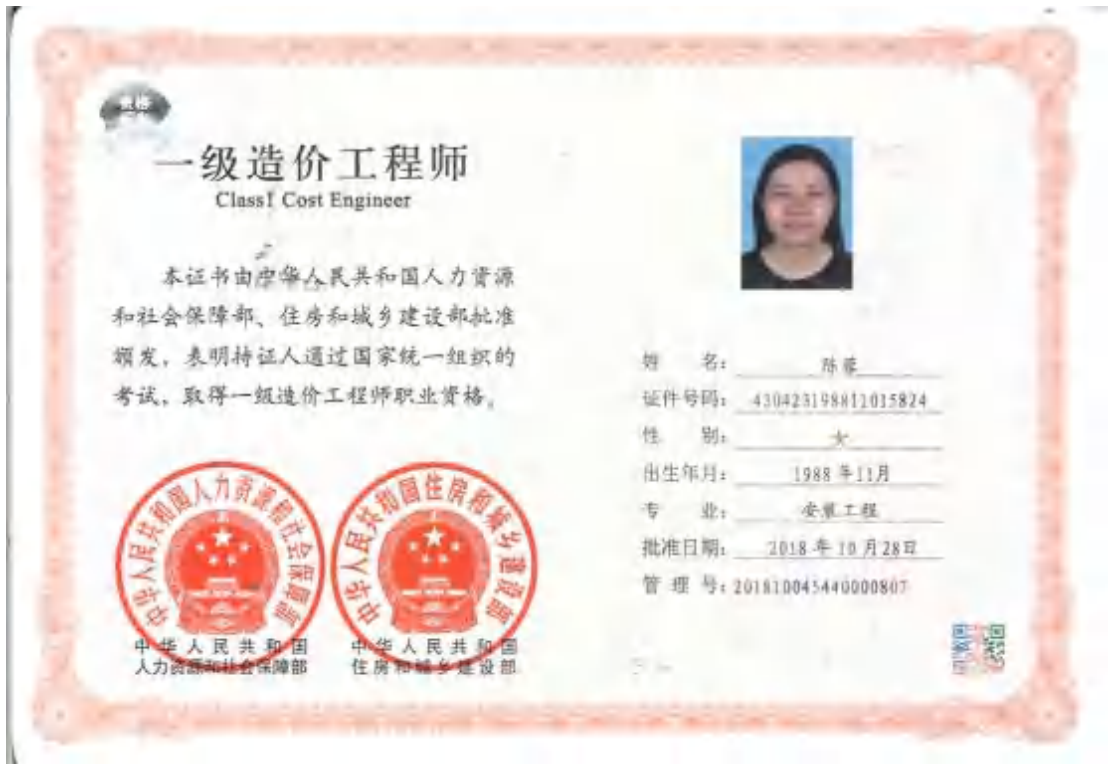 资格
一级造价工程师
ClassⅠ Cost Engineer
本证书由中华人民共和国人力资源
和社会保障部、住房和城乡建设部批准
颁发，表明持证人通过国家统一组织的
考试，取得一级造价工程师职业资格。
中华人民共和国人力资源和社会保障部
中华人民共和国住房和城乡建设部
中华人民共和国
人力资源和社会保障部
中华人民共和国
住房和城乡建设部
姓 名：陈蓉
证件号码：430423198811015824
性 别：女
出生年月：1988年11月
专 业：安装工程
批准日期：2018年10月28日
管 理 号：201810045440000807